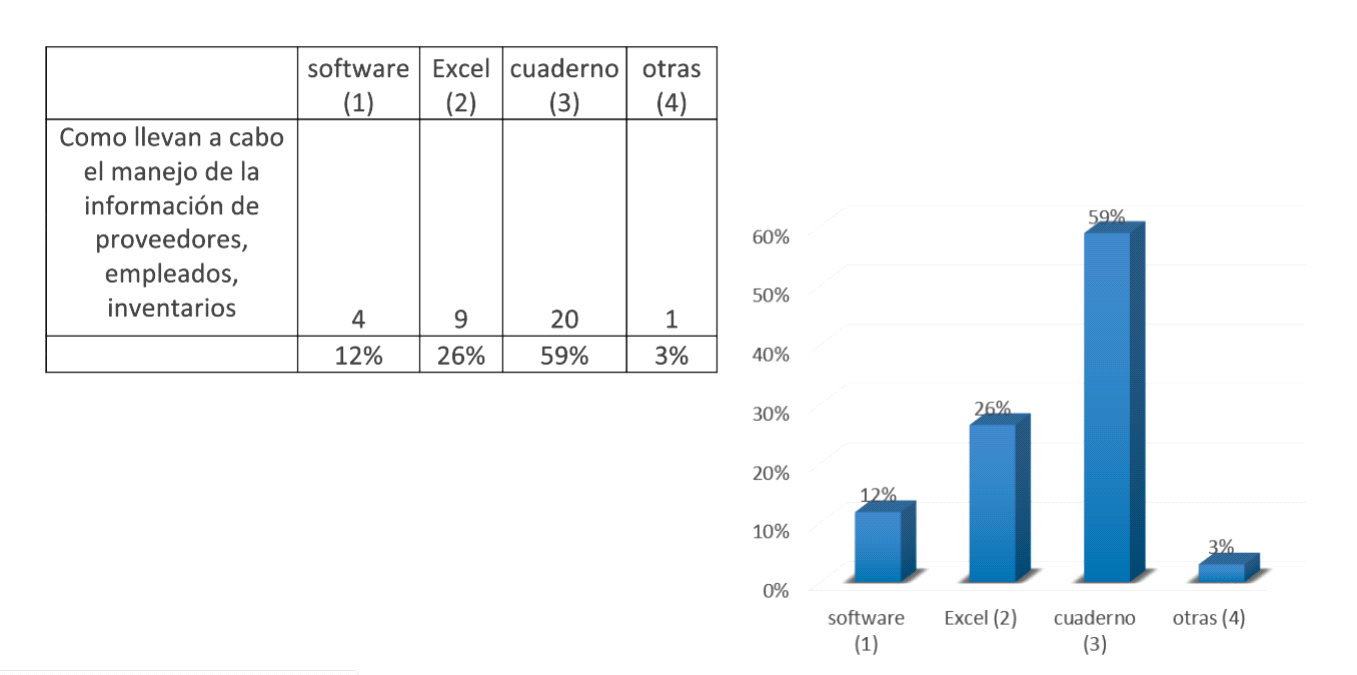 software Excel cuaderno otras
(1) (2) (3) (4)
Como llevan a cabo
el manejo de la
información de
proveedores,
empleados,
inventarios
4 9 20 1
12% 26% 59% 3%
60%
50%
40%
30%
20%
10%
0%
59%
26%
12%
3%
software Excel (2) cuaderno otras (4)
(1) (3)